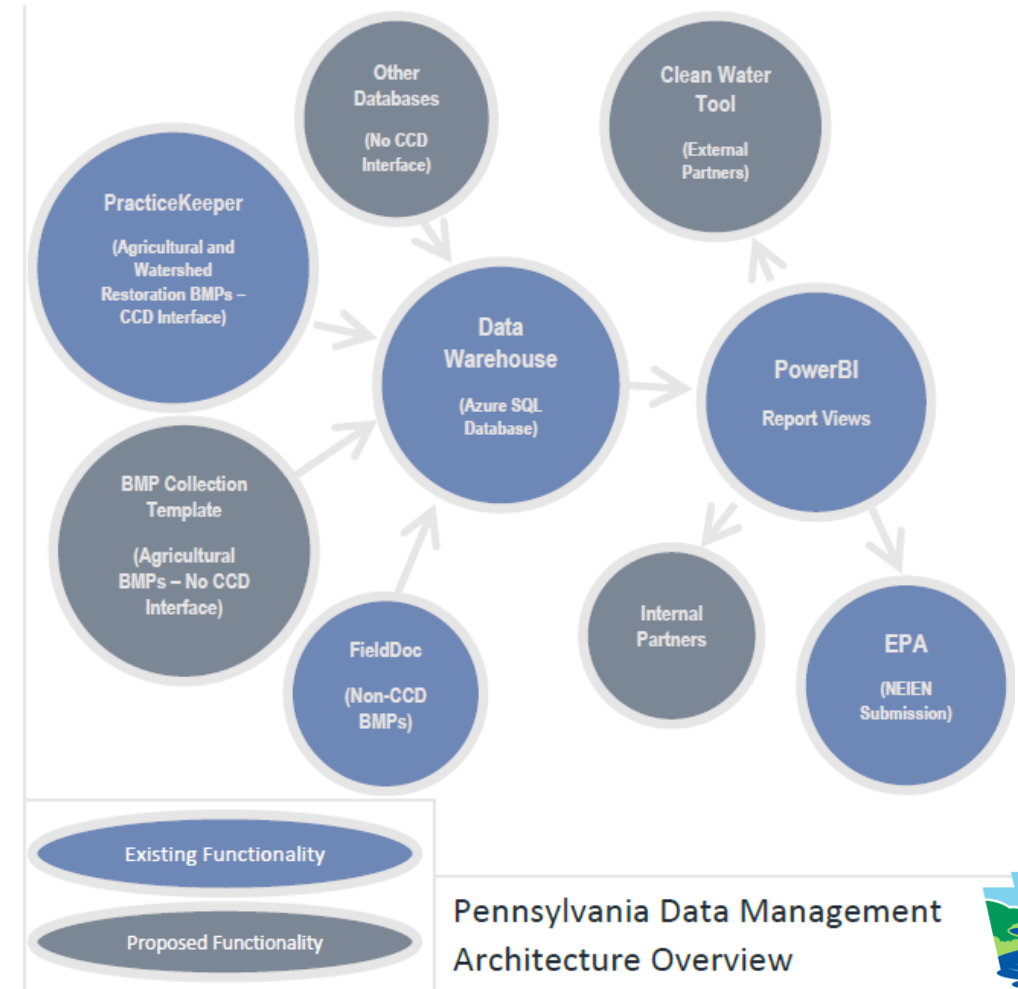 Other
Databases
(No CCD
Interface)
Clean Water
Tool
(External
Partners)
PracticeKeeper
(Agricultural and
Watershed
Restoration BMPs –
CCD Interface)
Data
Warehouse
(Azure SQL
Database)
PowerBI
Report Views
BMP Collection
Template
(Agricultural
BMPs – No CCD
Interface)
FieldDoc
(Non-CCD
BMPs)
Internal
Partners
EPA
(NEIEN
Submission)
Existing Functionality
Proposed Functionality
Pennsylvania Data Management
Architecture Overview